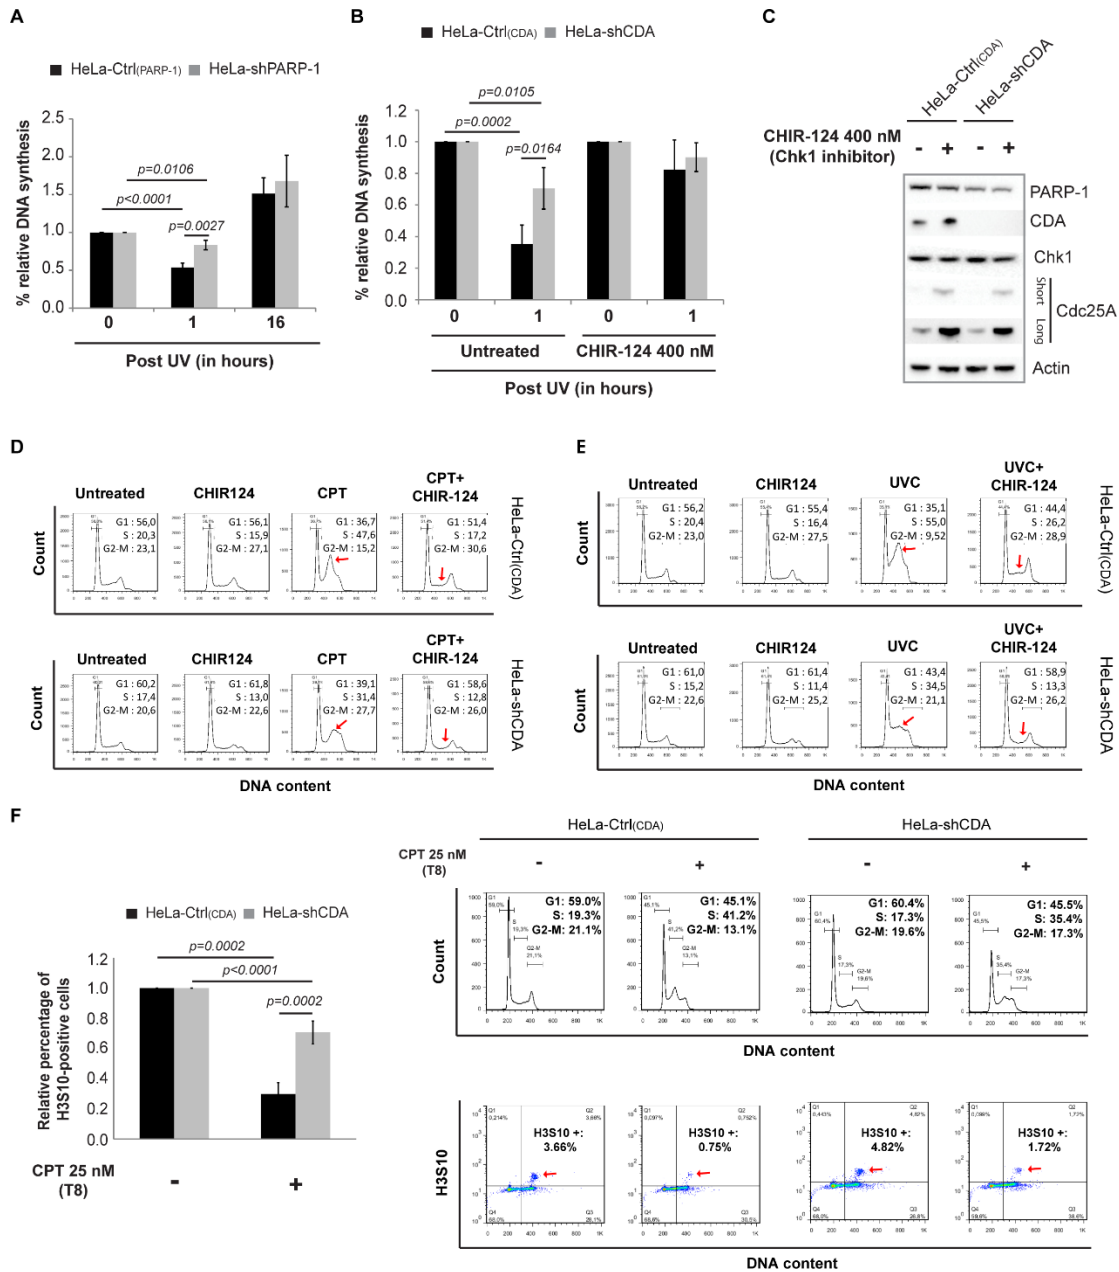 A
HeLa-Ctrl(PARP-1) HeLa-shPARP-1
% relative DNA synthesis
2.5
2.0
1.5
1.0
0.5
0.0
p=0.0106
p<0.0001
p=0.0027
0 1 16
Post UV (in hours)
B
HeLa-Ctrl(CDA) HeLa-shCDA
% relative DNA synthesis
1.2
1.0
0.8
0.6
0.4
0.2
0.0
p=0.0105
p=0.0002
p=0.0164
0 1 0 1
Untreated CHIR-124 400 nM
Post UV (in hours)
C
HeLa-Ctrl(CDA) HeLa-shCDA
CHIR-124 400 nM
(Chk1 inhibitor)
- + - +
PARP-1
CDA
Chk1
Short
Long
Cdc25A
Actin
D
Untreated CHIR124 CPT CPT+
CHIR-124
HeLa-Ctrl(CDA)
Count
G1 : 56,0
S : 20,3
G2-M : 23,1
G1 : 56,1
S : 15,9
G2-M : 27,1
G1 : 36,7
S : 47,6
G2-M : 15,2
G1 : 51,4
S : 17,2
G2-M : 30,6
Untreated CHIR124 CPT CPT+
CHIR-124
HeLa-shCDA
Count
G1 : 60,2
S : 17,4
G2-M : 20,6
G1 : 61,8
S : 13,0
G2-M : 22,6
G1 : 39,1
S : 31,4
G2-M : 27,7
G1 : 58,6
S : 12,8
G2-M : 26,0
DNA content
E
Untreated CHIR124 UVC UVC+
CHIR-124
HeLa-Ctrl(CDA)
Count
G1 : 56,2
S : 20,4
G2-M : 23,0
G1 : 55,4
S : 16,4
G2-M : 27,5
G1 : 35,1
S : 55,0
G2-M : 9,52
G1 : 44,4
S : 26,2
G2-M : 28,9
Untreated CHIR124 UVC UVC+
CHIR-124
HeLa-shCDA
Count
G1 : 61,0
S : 15,2
G2-M : 22,6
G1 : 61,4
S : 11,4
G2-M : 25,2
G1 : 43,4
S : 34,5
G2-M : 21,1
G1 : 58,9
S : 13,3
G2-M : 26,2
DNA content
F
HeLa-Ctrl(CDA) HeLa-shCDA
Relative percentage of
H3S10-positive cells
p=0.0002
p<0.0001
p=0.0002
1.0
0.8
0.6
0.4
0.2
0.0
CPT 25 nM
(T8)
- +
HeLa-Ctrl(CDA) HeLa-shCDA
CPT 25 nM
(T8)
- + - +
Count
G1: 59.0%
S: 19.3%
G2-M: 21.1%
G1: 45.1%
S: 41.2%
G2-M: 13.1%
G1: 60.4%
S: 17.3%
G2-M: 19.6%
G1: 45.5%
S: 35.4%
G2-M: 17.3%
DNA content
H3S10
H3S10 +:
3.66%
H3S10 +:
0.75%
H3S10 +:
4.82%
H3S10 +:
1.72%
DNA content